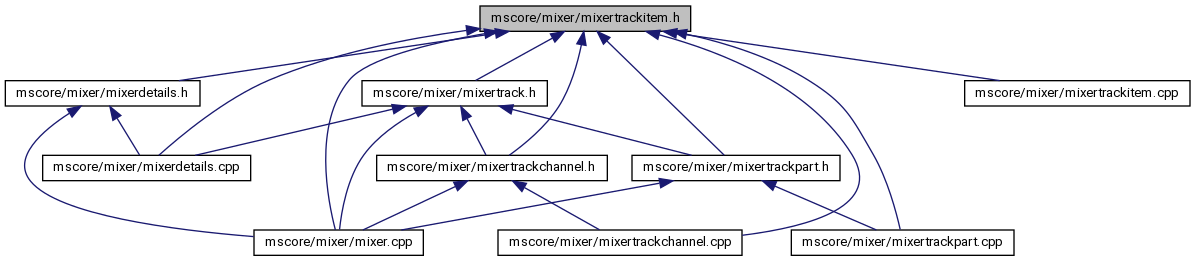 mscore/mixer/mixertrackitem.h
mscore/mixer/mixerdetails.h
mscore/mixer/mixertrack.h
mscore/mixer/mixertrackitem.cpp
mscore/mixer/mixerdetails.cpp
mscore/mixer/mixertrackchannel.h
mscore/mixer/mixertrackpart.h
mscore/mixer/mixer.cpp
mscore/mixer/mixertrackchannel.cpp
mscore/mixer/mixertrackpart.cpp